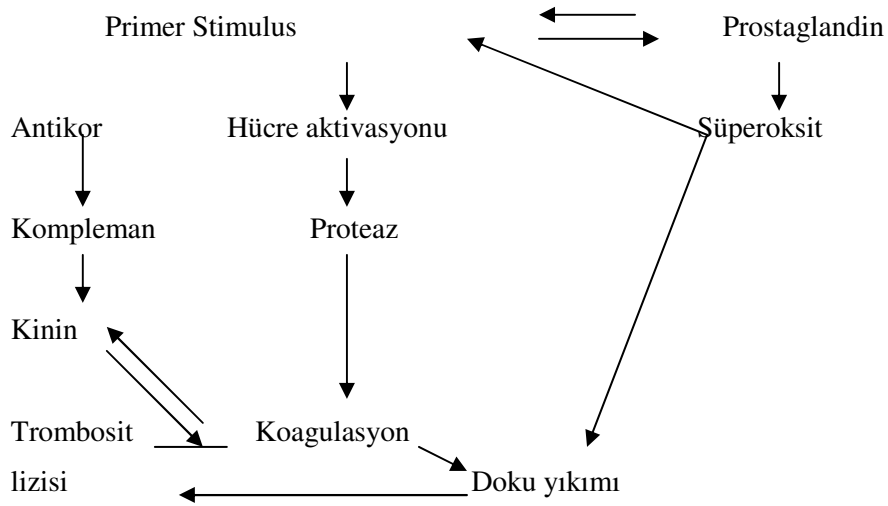 Primer Stimulus Prostaglandin
Antikor Hücre aktivasyonu Süperoksit
Kompleman Proteaz
Kinin
Trombosit Koagulasyon
lizisi Doku yıkımı